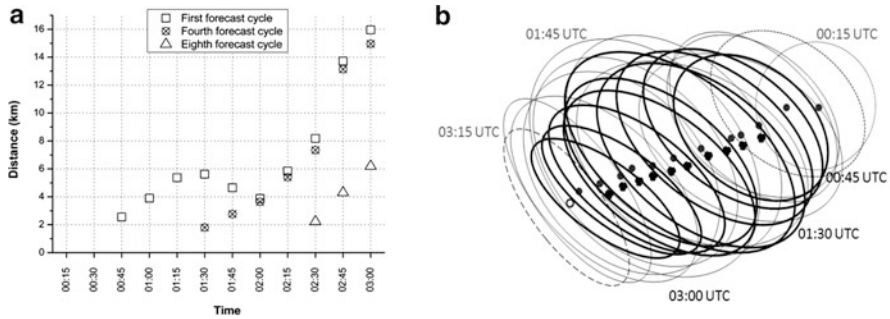 a
First forecast cycle
Fourth forecast cycle
Eighth forecast cycle
Distance (km)
16
14
12
10
8
6
4
2
0
00:15
00:30
00:45
01:00
01:15
01:30
01:45
02:00
02:15
02:30
02:45
03:00
Time
b
01:45 UTC
00:15 UTC
03:15 UTC
00:45 UTC
01:30 UTC
03:00 UTC